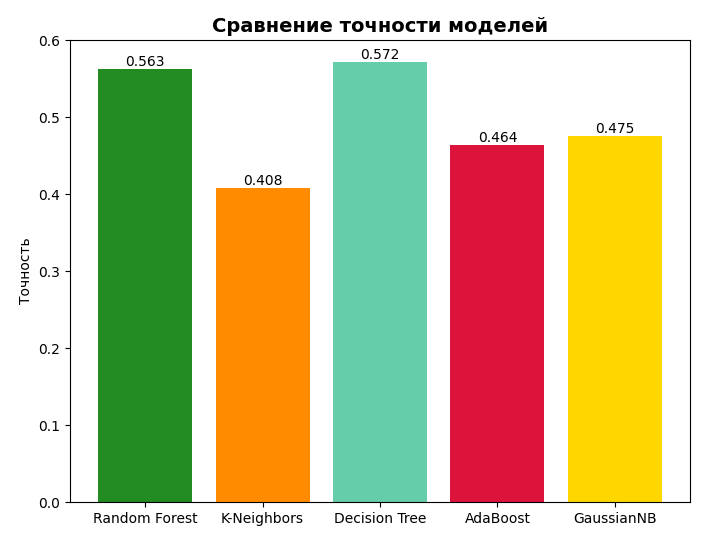 Сравнение точности моделей
0.6
0.5
0.4
0.3
0.2
0.1
0.0
Точность
0.563
0.408
0.572
0.464
0.475
Random Forest
K-Neighbors
Decision Tree
AdaBoost
GaussianNB